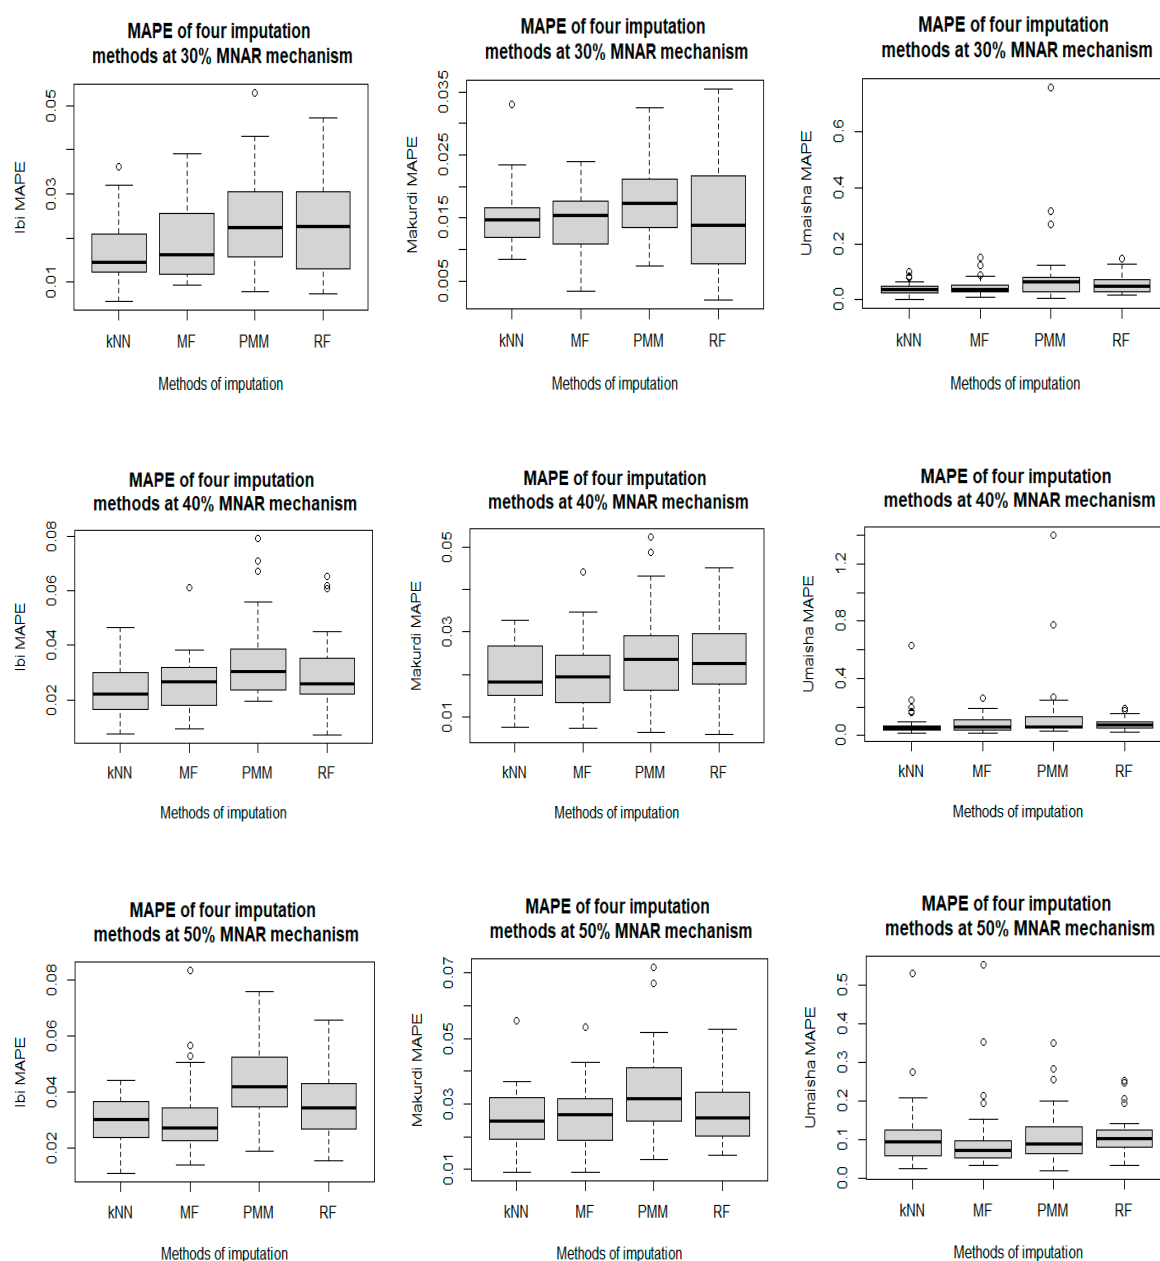 MAPE of four imputation
methods at 30% MNAR mechanism
Ibi MAPE
0.05
0.03
0.01
kNN MF PMM RF
Methods of imputation
MAPE of four imputation
methods at 30% MNAR mechanism
Makurdi MAPE
0.035
0.025
0.015
0.005
kNN MF PMM RF
Methods of imputation
MAPE of four imputation
methods at 30% MNAR mechanism
Umaisha MAPE
0.6
0.4
0.2
0.0
kNN MF PMM RF
Methods of imputation
MAPE of four imputation
methods at 40% MNAR mechanism
Ibi MAPE
0.08
0.06
0.04
0.02
kNN MF PMM RF
Methods of imputation
MAPE of four imputation
methods at 40% MNAR mechanism
Makurdi MAPE
0.05
0.03
0.01
kNN MF PMM RF
Methods of imputation
MAPE of four imputation
methods at 40% MNAR mechanism
Umaisha MAPE
1.2
0.8
0.4
0.0
kNN MF PMM RF
Methods of imputation
MAPE of four imputation
methods at 50% MNAR mechanism
Ibi MAPE
0.08
0.06
0.04
0.02
kNN MF PMM RF
Methods of imputation
MAPE of four imputation
methods at 50% MNAR mechanism
Makurdi MAPE
0.07
0.05
0.03
0.01
kNN MF PMM RF
Methods of imputation
MAPE of four imputation
methods at 50% MNAR mechanism
Umaisha MAPE
0.5
0.4
0.3
0.2
0.1
0.0
kNN MF PMM RF
Methods of imputation